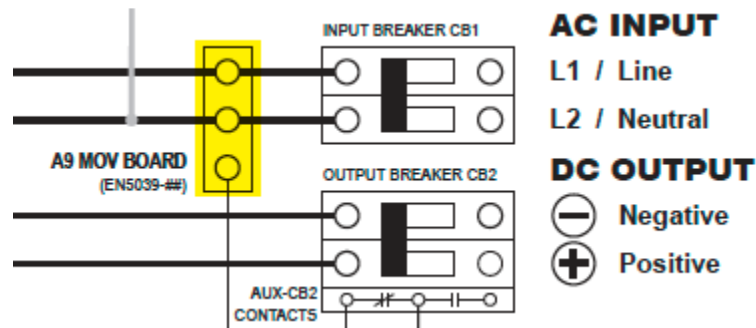 INPUT BREAKER CB1
AC INPUT
L1 / Line
L2 / Neutral
A9 MOV BOARD
(EN5039-##)
OUTPUT BREAKER CB2
DC OUTPUT
Negative
Positive
AUX-CB2
CONTACTS